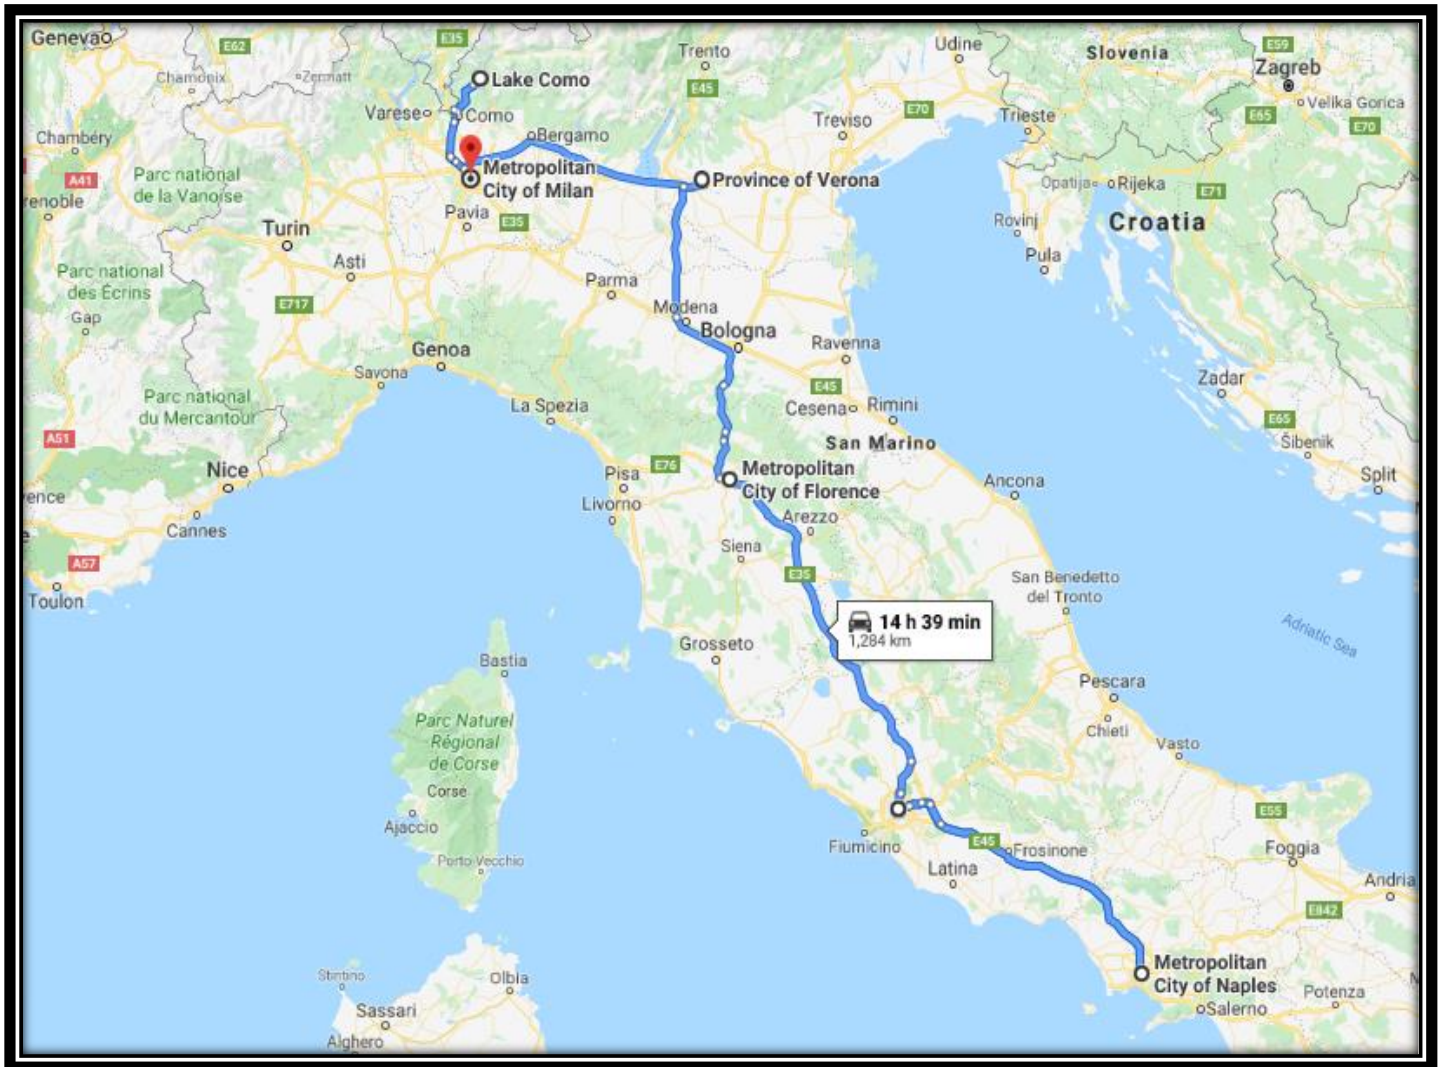 Geneva
E62
E35
Trento
Udine
Slovenia
E59
Zagreb
Chamonix
Zermatt
Lake Como
E45
Velika Gorica
Varese
Como
Treviso
E70
Trieste
E65
E70
Chambéry
Bergamo
Metropolitan
City of Milan
Province of Verona
A41
Parc national
de la Vanoise
Opatija
Rijeka
E71
renoble
Pavia
E35
Rovinj
Croatia
Turin
Pula
Asti
Parc national
des Écrins
Parma
E717
Modena
Gap
Bologna
Ravenna
Genoa
Savona
Zadar
E45
Parc national
du Mercantour
La Spezia
Cesena
Rimini
E65
A51
San Marino
Šibenik
Nice
Pisa
E76
Metropolitan
City of Florence
Ancona
Split
ence
Livorno
Cannes
Arezzo
Siena
A57
E35
San Benedetto
del Tronto
Toulon
14 h 39 min
1,284 km
Adriatic Sea
Grosseto
Bastia
Pescara
Parc Naturel
Régional
de Corse
Chieti
Vasto
Corse
Ajaccio
E55
Fiumicino
E45
Frosinone
Foggia
Porto-Vecchio
Latina
Andria
E842
Metropolitan
City of Naples
Stintino
Olbia
Potenza
Sassari
Salerno
Alghero